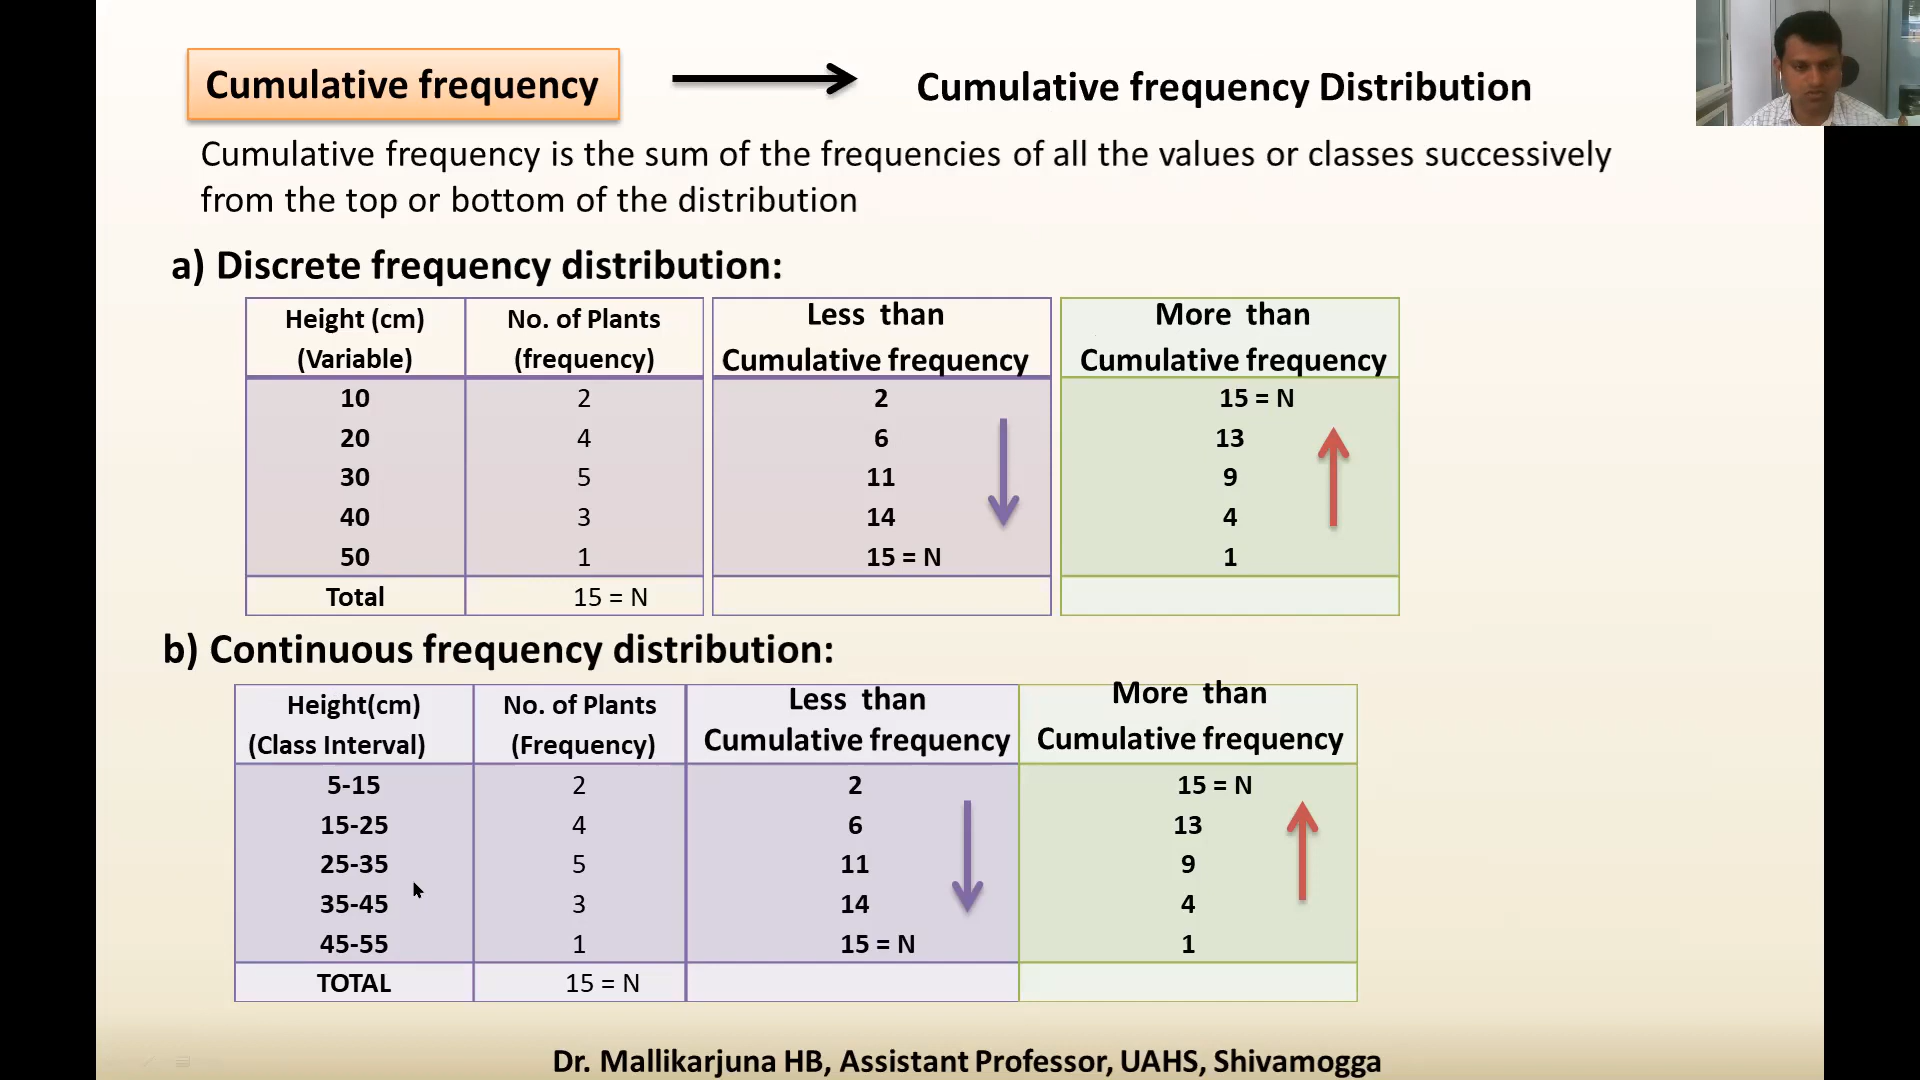 Cumulative frequency
Cumulative frequency Distribution
Cumulative frequency is the sum of the frequencies of all the values or classes successively
from the top or bottom of the distribution
a) Discrete frequency distribution:
Height (cm) No. of Plants Less than More than
(Variable) (frequency) Cumulative frequency Cumulative frequency
10 2 2 15 = N
20 4 6 13
30 5 11 9
40 3 14 4
50 1 15 = N 1
Total 15 = N
b) Continuous frequency distribution:
Height(cm) No. of Plants Less than More than
(Class Interval) (Frequency) Cumulative frequency Cumulative frequency
5-15 2 2 15 = N
15-25 4 6 13
25-35 5 11 9
35-45 3 14 4
45-55 1 15 = N 1
TOTAL 15 = N
Dr. Mallikarjuna HB, Assistant Professor, UAHS, Shivamogga